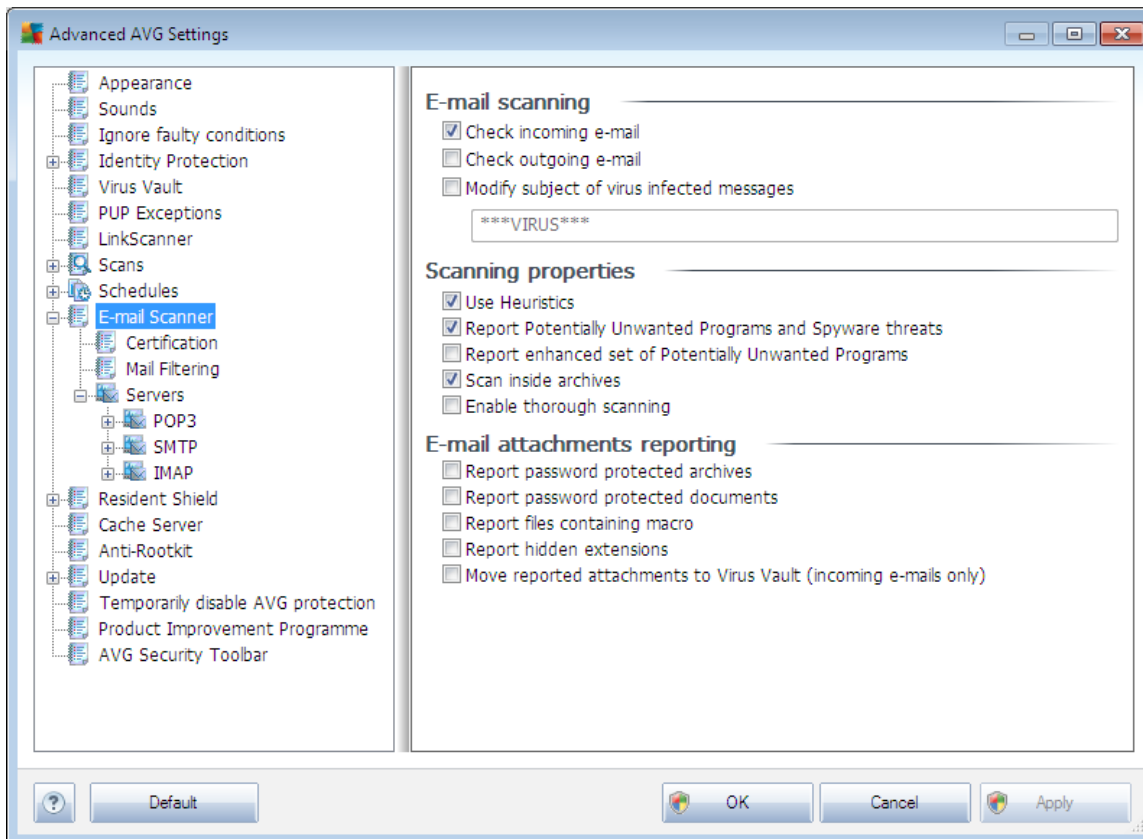 Advanced AVG Settings
Appearance
Sounds
Ignore faulty conditions
Identity Protection
Virus Vault
PUP Exceptions
LinkScanner
Scans
Schedules
E-mail Scanner
Certification
Mail Filtering
Servers
POP3
SMTP
IMAP
Resident Shield
Cache Server
Anti-Rootkit
Update
Temporarily disable AVG protection
Product Improvement Programme
AVG Security Toolbar
E-mail scanning
Check incoming e-mail
Check outgoing e-mail
Modify subject of virus infected messages
***VIRUS***
Scanning properties
Use Heuristics
Report Potentially Unwanted Programs and Spyware threats
Report enhanced set of Potentially Unwanted Programs
Scan inside archives
Enable thorough scanning
E-mail attachments reporting
Report password protected archives
Report password protected documents
Report files containing macro
Report hidden extensions
Move reported attachments to Virus Vault (incoming e-mails only)
? Default OK Cancel Apply